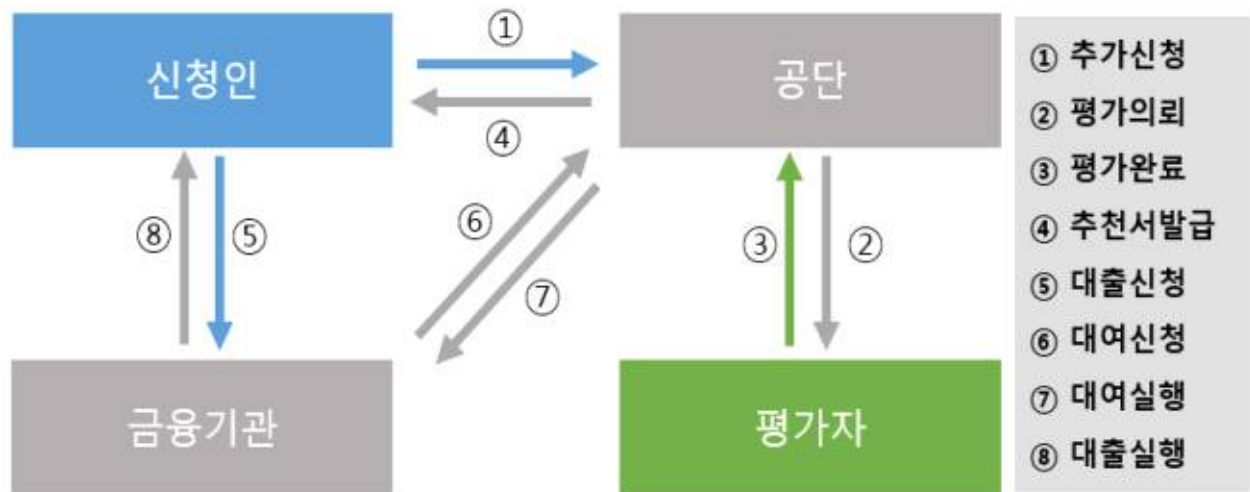 ①
신청인
공단
④
⑧
⑤
⑥
⑦
③
②
금융기관
평가자
① 추가신청
② 평가의뢰
③ 평가완료
④ 추천서발급
⑤ 대출신청
⑥ 대여신청
⑦ 대여실행
⑧ 대출실행